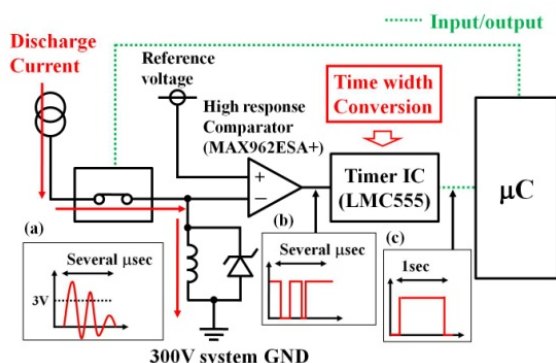 Discharge
Current
Input/output
Reference
voltage
High response
Comparator
(MAX962ESA+)
Time width
Conversion
+
−
Timer IC
(LMC555)
μC
(a)
Several μsec
3V
(b)
Several μsec
(c)
1sec
300V system GND